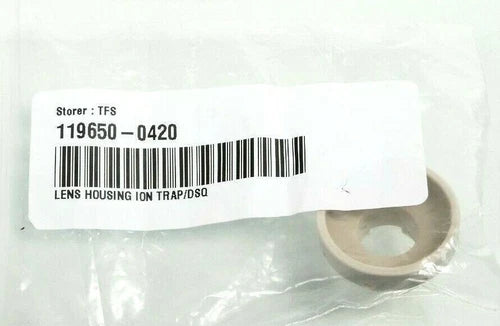 Storer : TFS
119650-0420
LENS HOUSING ION TRAP/DSQ